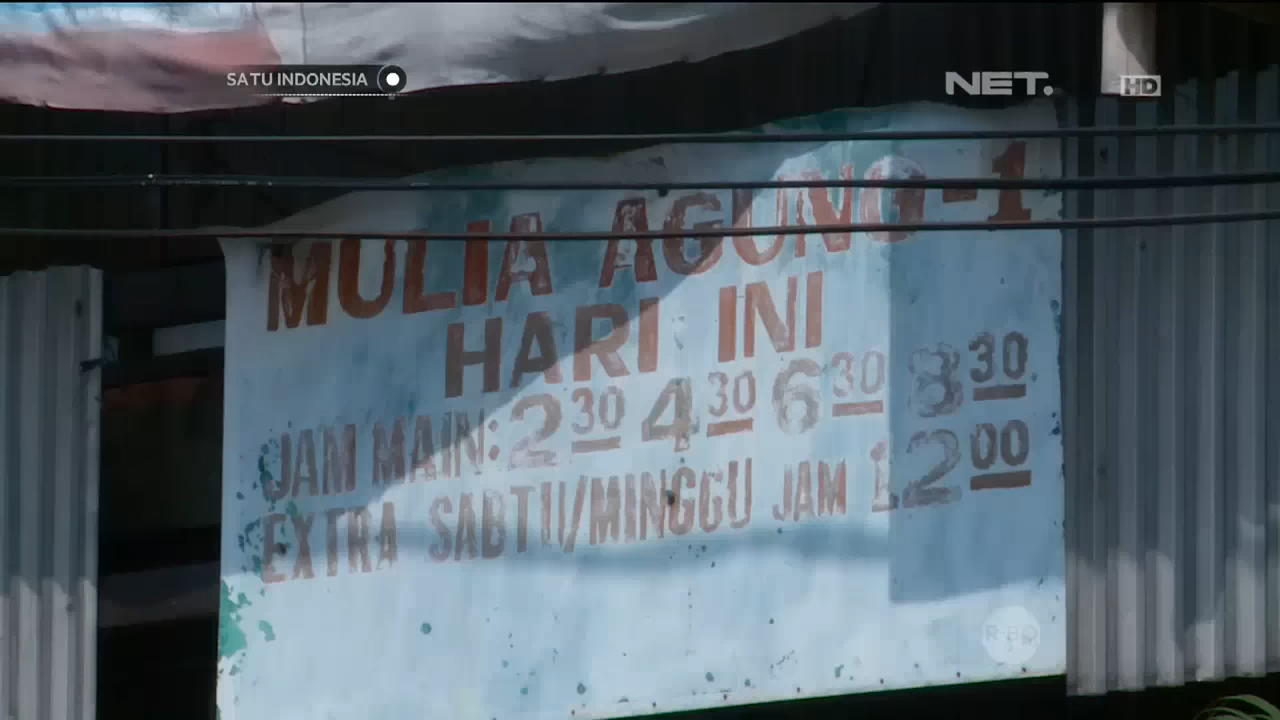 SATU INDONESIA
NET.
HD
MULIA AGUNG-1
HARI INI
JAM MAIN: 2³⁰ 4³⁰ 6³⁰ 8³⁰
EXTRA SABTU/MINGGU JAM 12⁰⁰